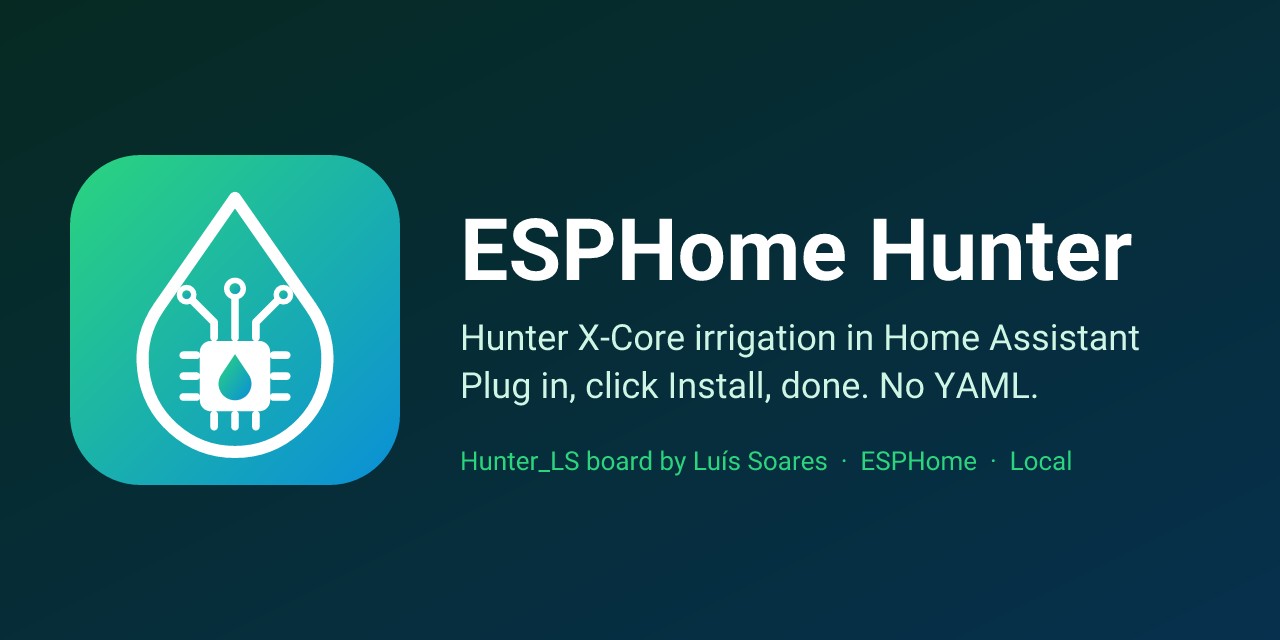 ESPHome Hunter
Hunter X-Core irrigation in Home Assistant
Plug in, click Install, done. No YAML.
Hunter_LS board by Luís Soares · ESPHome · Local